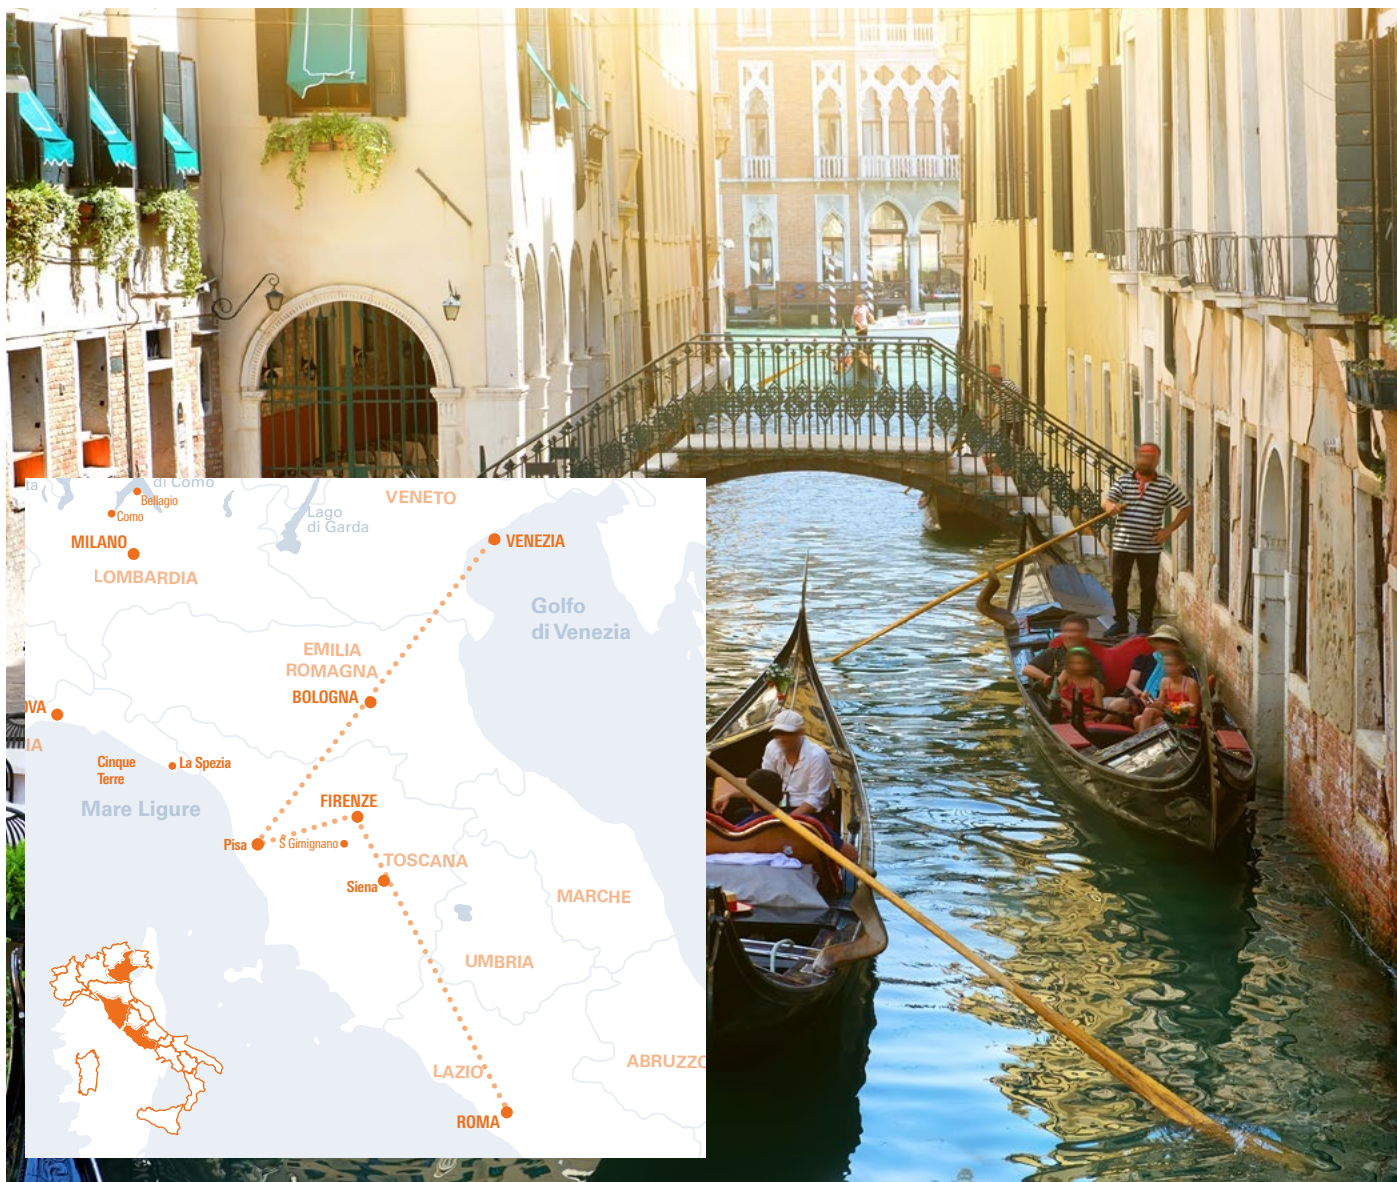 di Como
Bellagio
Como
MILANO
LOMBARDIA
Lago
di Garda
VENETO
VENEZIA
Golfo
di Venezia
EMILIA
ROMAGNA
BOLOGNA
Cinque
Terre
La Spezia
Mare Ligure
FIRENZE
Pisa
S Gimignano
TOSCANA
Siena
MARCHE
UMBRIA
ABRUZZO
LAZIO
ROMA